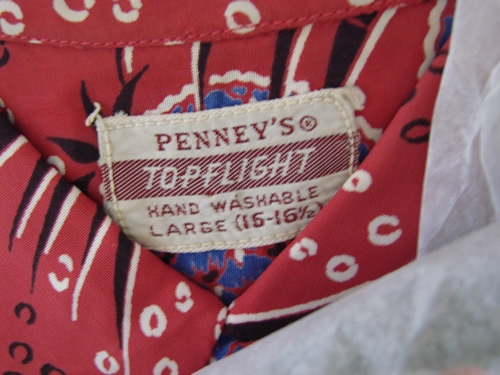 PENNEY'S®
TOPFLIGHT
HAND WASHABLE
LARGE (16-16½)